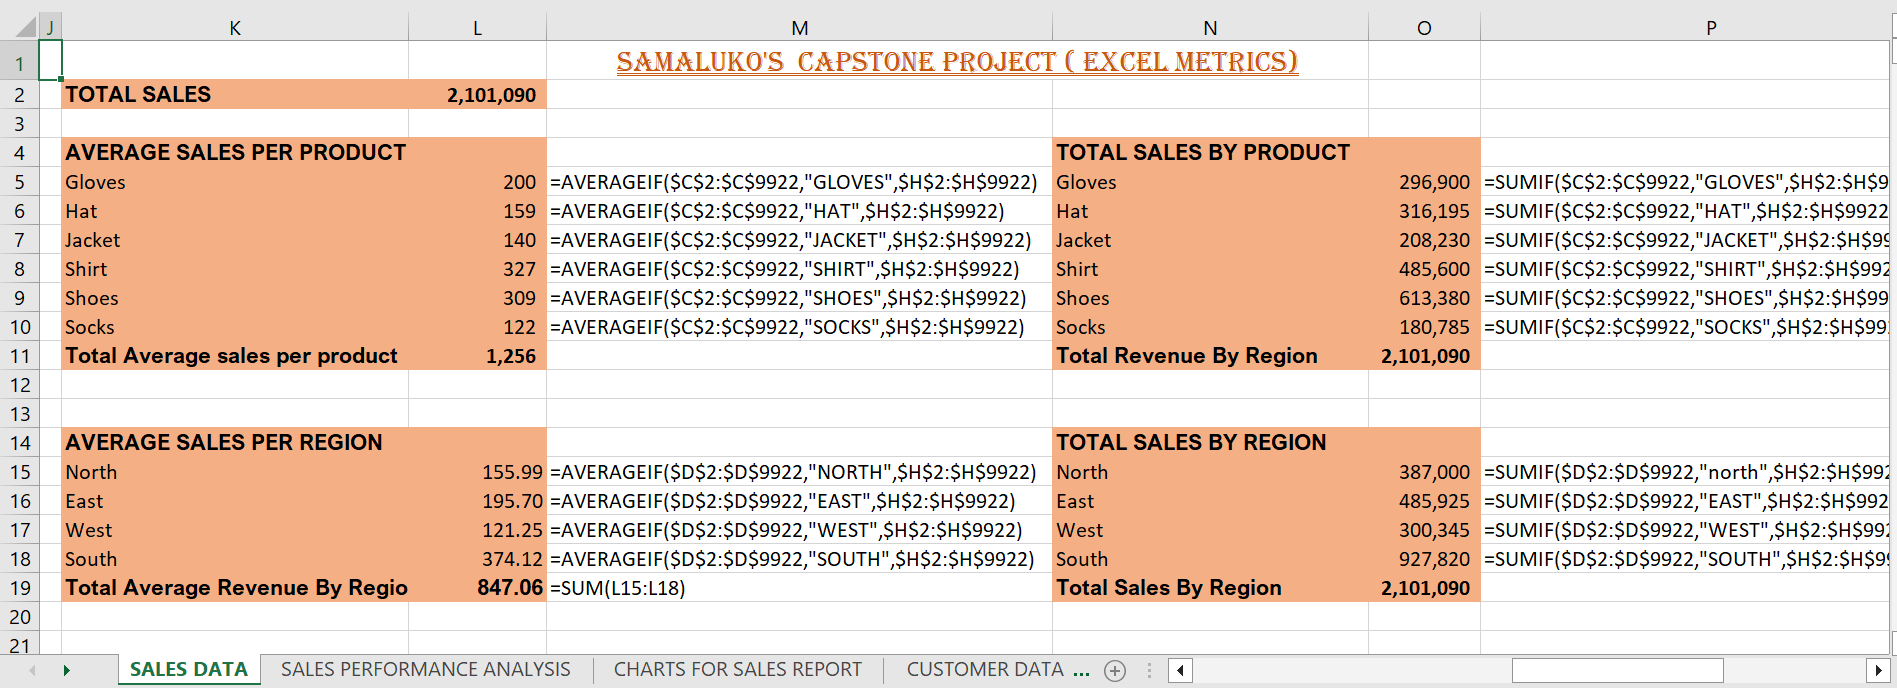 J K L M N O P
1 SAMALUKO'S CAPSTONE PROJECT ( EXCEL METRICS)
2 TOTAL SALES 2,101,090
3
4 AVERAGE SALES PER PRODUCT TOTAL SALES BY PRODUCT
5 Gloves 200 =AVERAGEIF($C$2:$C$9922,"GLOVES",$H$2:$H$9922) Gloves 296,900 =SUMIF($C$2:$C$9922,"GLOVES",$H$2:$H$9
6 Hat 159 =AVERAGEIF($C$2:$C$9922,"HAT",$H$2:$H$9922) Hat 316,195 =SUMIF($C$2:$C$9922,"HAT",$H$2:$H$9922
7 Jacket 140 =AVERAGEIF($C$2:$C$9922,"JACKET",$H$2:$H$9922) Jacket 208,230 =SUMIF($C$2:$C$9922,"JACKET",$H$2:$H$99
8 Shirt 327 =AVERAGEIF($C$2:$C$9922,"SHIRT",$H$2:$H$9922) Shirt 485,600 =SUMIF($C$2:$C$9922,"SHIRT",$H$2:$H$992
9 Shoes 309 =AVERAGEIF($C$2:$C$9922,"SHOES",$H$2:$H$9922) Shoes 613,380 =SUMIF($C$2:$C$9922,"SHOES",$H$2:$H$99
10 Socks 122 =AVERAGEIF($C$2:$C$9922,"SOCKS",$H$2:$H$9922) Socks 180,785 =SUMIF($C$2:$C$9922,"SOCKS",$H$2:$H$99
11 Total Average sales per product 1,256 Total Revenue By Region 2,101,090
12
13
14 AVERAGE SALES PER REGION TOTAL SALES BY REGION
15 North 155.99 =AVERAGEIF($D$2:$D$9922,"NORTH",$H$2:$H$9922) North 387,000 =SUMIF($D$2:$D$9922,"north",$H$2:$H$992
16 East 195.70 =AVERAGEIF($D$2:$D$9922,"EAST",$H$2:$H$9922) East 485,925 =SUMIF($D$2:$D$9922,"EAST",$H$2:$H$992
17 West 121.25 =AVERAGEIF($D$2:$D$9922,"WEST",$H$2:$H$9922) West 300,345 =SUMIF($D$2:$D$9922,"WEST",$H$2:$H$992
18 South 374.12 =AVERAGEIF($D$2:$D$9922,"SOUTH",$H$2:$H$9922) South 927,820 =SUMIF($D$2:$D$9922,"SOUTH",$H$2:$H$9
19 Total Average Revenue By Regio 847.06 =SUM(L15:L18) Total Sales By Region 2,101,090
20
21
SALES DATA SALES PERFORMANCE ANALYSIS CHARTS FOR SALES REPORT CUSTOMER DATA ...